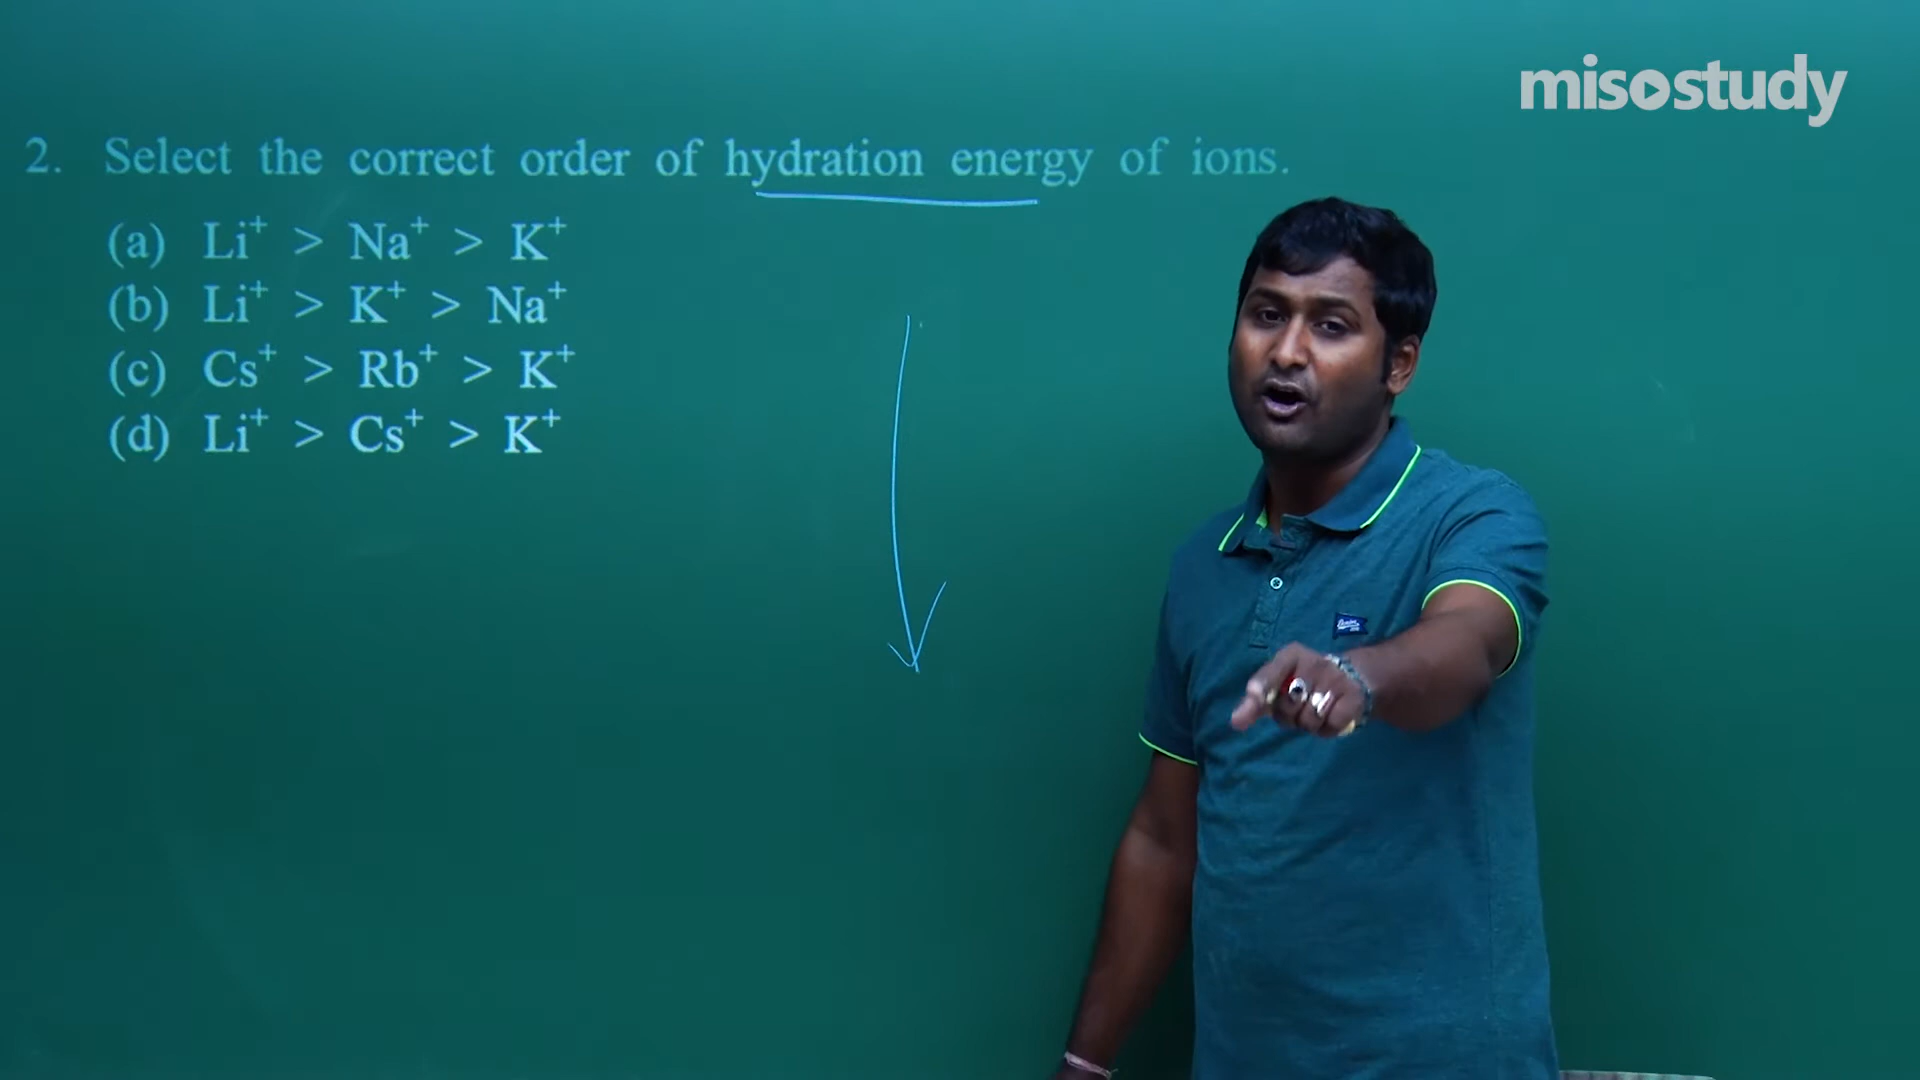 misostudy
2. Select the correct order of hydration energy of ions.
(a) Li⁺ > Na⁺ > K⁺
(b) Li⁺ > K⁺ > Na⁺
(c) Cs⁺ > Rb⁺ > K⁺
(d) Li⁺ > Cs⁺ > K⁺